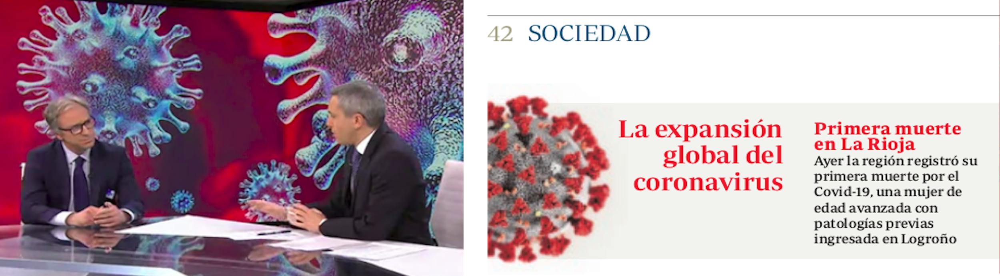 42 SOCIEDAD
La expansión
global del
coronavirus
Primera muerte
en La Rioja
Ayer la región registró su
primera muerte por el
Covid-19, una mujer de
edad avanzada con
patologías previas
ingresada en Logroño